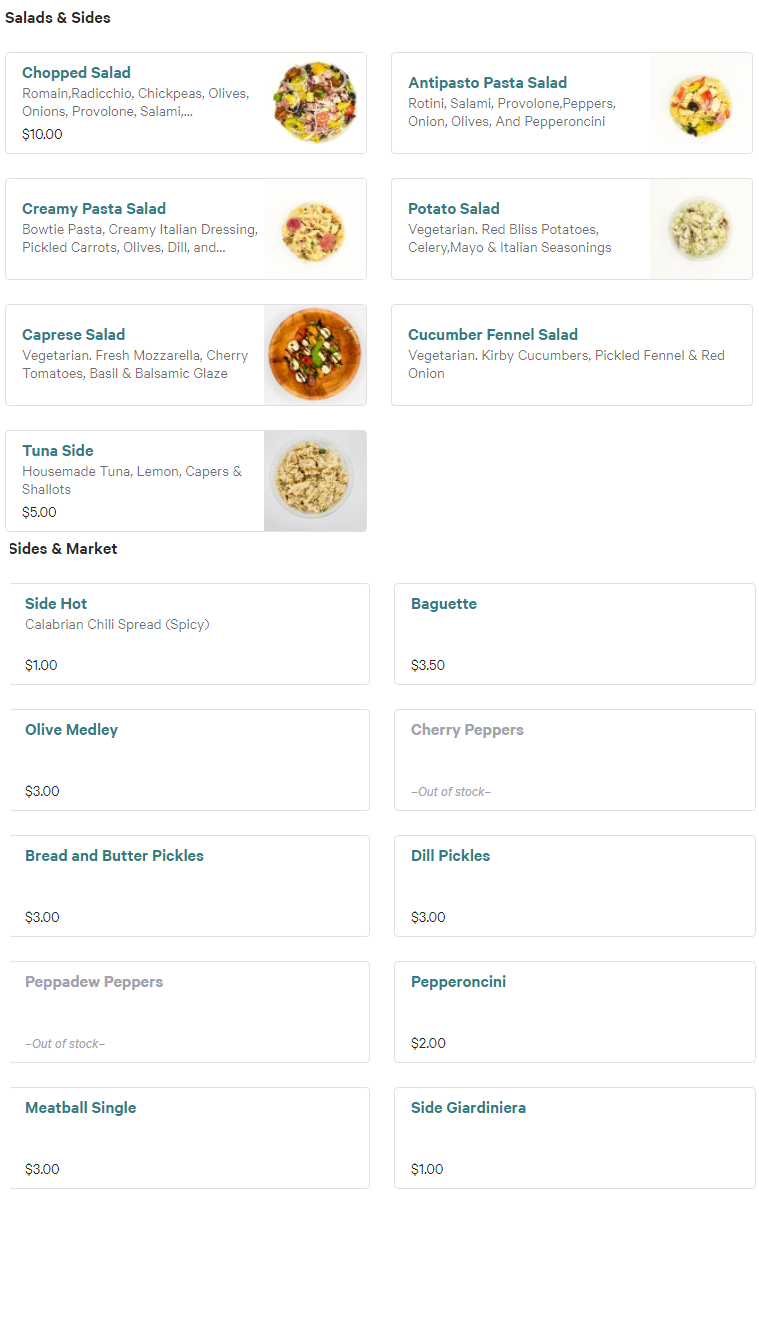 Salads & Sides
Chopped Salad
Romain,Radicchio, Chickpeas, Olives,
Onions, Provolone, Salami,...
$10.00
Antipasto Pasta Salad
Rotini, Salami, Provolone,Peppers,
Onion, Olives, And Pepperoncini
Creamy Pasta Salad
Bowtie Pasta, Creamy Italian Dressing,
Pickled Carrots, Olives, Dill, and...
Potato Salad
Vegetarian. Red Bliss Potatoes,
Celery,Mayo & Italian Seasonings
Caprese Salad
Vegetarian. Fresh Mozzarella, Cherry
Tomatoes, Basil & Balsamic Glaze
Cucumber Fennel Salad
Vegetarian. Kirby Cucumbers, Pickled Fennel & Red
Onion
Tuna Side
Housemade Tuna, Lemon, Capers &
Shallots
$5.00
Sides & Market
Side Hot
Calabrian Chili Spread (Spicy)
$1.00
Baguette
$3.50
Olive Medley
$3.00
Cherry Peppers
–Out of stock–
Bread and Butter Pickles
$3.00
Dill Pickles
$3.00
Peppadew Peppers
–Out of stock–
Pepperoncini
$2.00
Meatball Single
$3.00
Side Giardiniera
$1.00